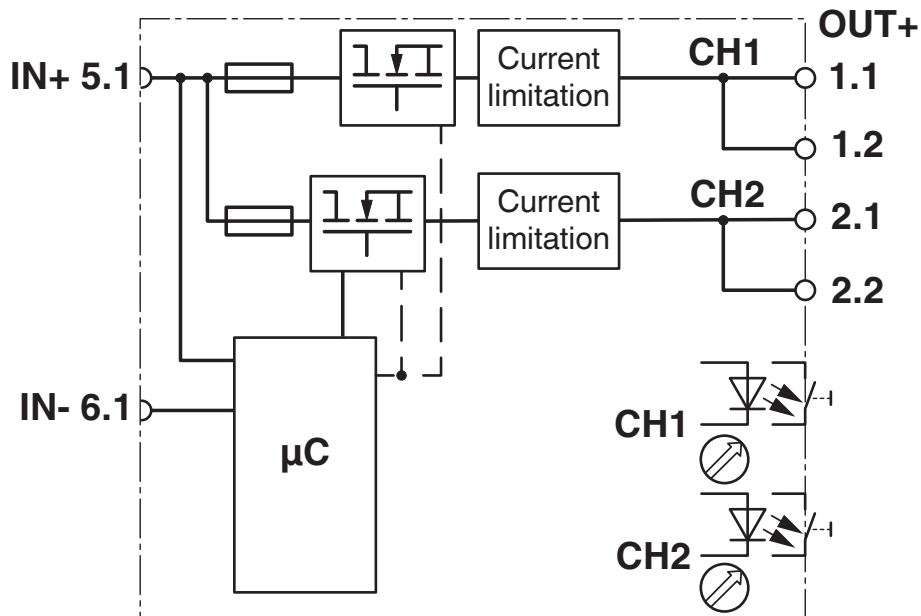 OUT+
IN+ 5.1
Current
limitation
CH1
1.1
1.2
Current
limitation
CH2
2.1
2.2
IN- 6.1
µC
CH1
CH2